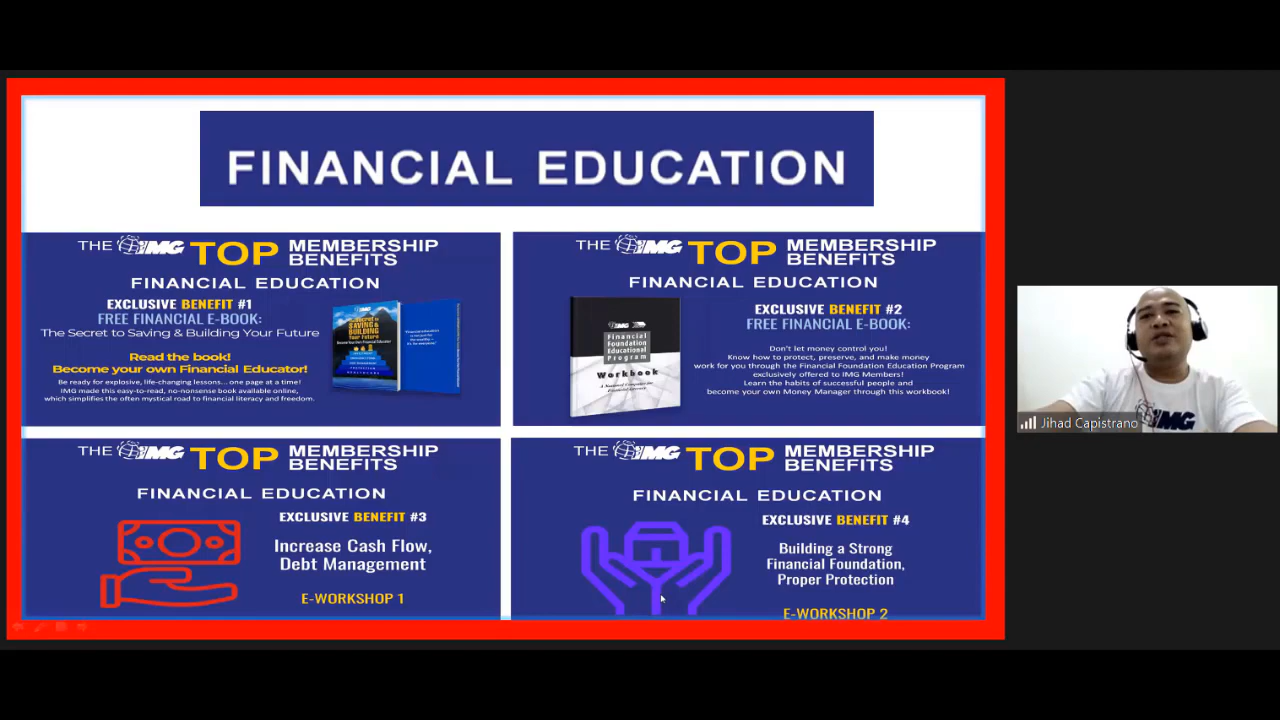 FINANCIAL EDUCATION
THE IMG TOP MEMBERSHIP BENEFITS
FINANCIAL EDUCATION
EXCLUSIVE BENEFIT #1
FREE FINANCIAL E-BOOK:
The Secret to Saving & Building Your Future
Read the book!
Become your own Financial Educator!
Be ready for explosive, life-changing lessons... one page at a time!
IMG made this easy-to-read, no-nonsense book available online,
which simplifies the often mystical road to financial literacy and freedom.
SAVING &
BUILDING
Your Future
THE IMG TOP MEMBERSHIP BENEFITS
FINANCIAL EDUCATION
EXCLUSIVE BENEFIT #2
FREE FINANCIAL E-BOOK:
Don't let money control you!
Know how to protect, preserve, and make money
work for you through the Financial Foundation Education Program
exclusively offered to IMG Members!
Learn the habits of successful people and
become your own Money Manager through this workbook!
IMG
Financial
Foundation
Educational
Program
Workbook
THE IMG TOP MEMBERSHIP BENEFITS
FINANCIAL EDUCATION
EXCLUSIVE BENEFIT #3
Increase Cash Flow,
Debt Management
E-WORKSHOP 1
THE IMG TOP MEMBERSHIP BENEFITS
FINANCIAL EDUCATION
EXCLUSIVE BENEFIT #4
Building a Strong
Financial Foundation,
Proper Protection
E-WORKSHOP 2
IMG
Jihad Capistrano